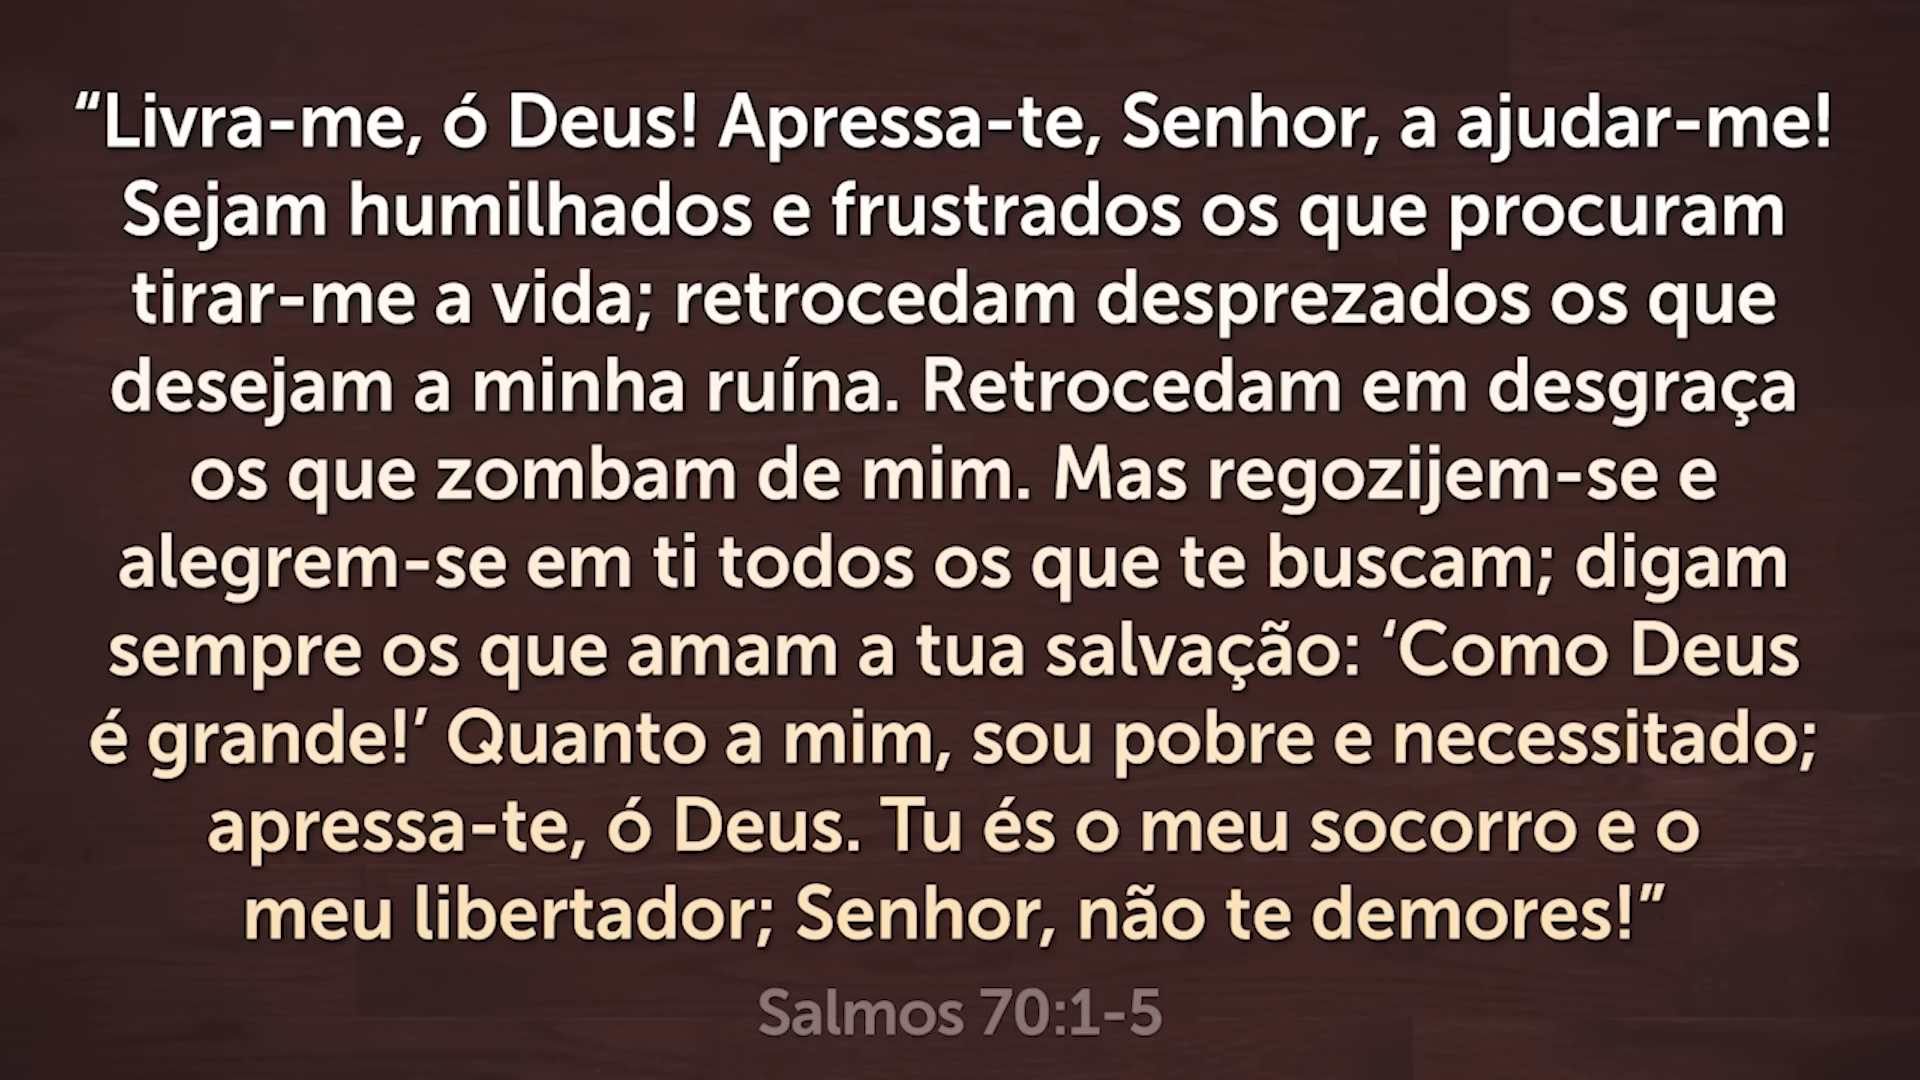 “Livra-me, ó Deus! Apressa-te, Senhor, a ajudar-me!
Sejam humilhados e frustrados os que procuram
tirar-me a vida; retrocedam desprezados os que
desejam a minha ruína. Retrocedam em desgraça
os que zombam de mim. Mas regozijem-se e
alegrem-se em ti todos os que te buscam; digam
sempre os que amam a tua salvação: ‘Como Deus
é grande!’ Quanto a mim, sou pobre e necessitado;
apressa-te, ó Deus. Tu és o meu socorro e o
meu libertador; Senhor, não te demores!”
Salmos 70:1-5